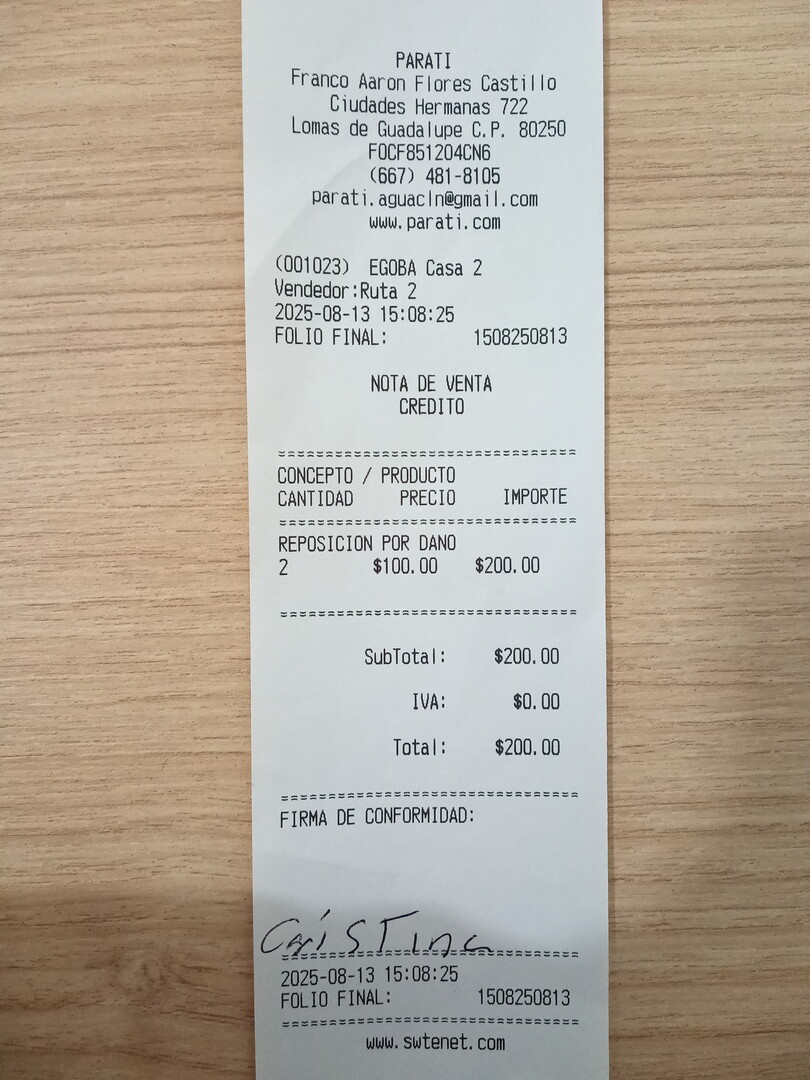 PARATI
Franco Aaron Flores Castillo
Ciudades Hermanas 722
Lomas de Guadalupe C.P. 80250
FOCF851204CN6
(667) 481-8105
parati.aguacln@gmail.com
www.parati.com
(001023) EGOBA Casa 2
Vendedor:Ruta 2
2025-08-13 15:08:25
FOLIO FINAL: 1508250813
NOTA DE VENTA
CREDITO
================================
CONCEPTO / PRODUCTO
CANTIDAD PRECIO IMPORTE
================================
REPOSICION POR DANO
2 $100.00 $200.00
================================
SubTotal: $200.00
IVA: $0.00
Total: $200.00
================================
FIRMA DE CONFORMIDAD:
Cristina
================================
2025-08-13 15:08:25
FOLIO FINAL: 1508250813
================================
www.swtenet.com